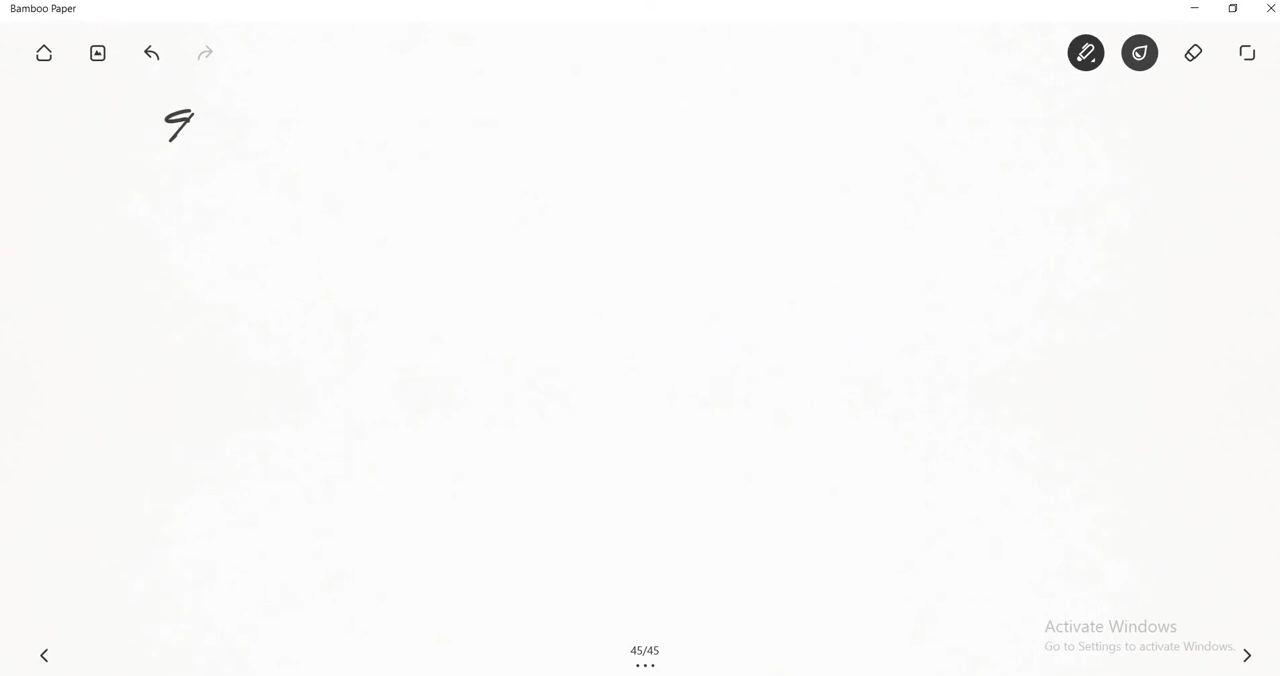 Bamboo Paper
9
45/45
Activate Windows
Go to Settings to activate Windows.